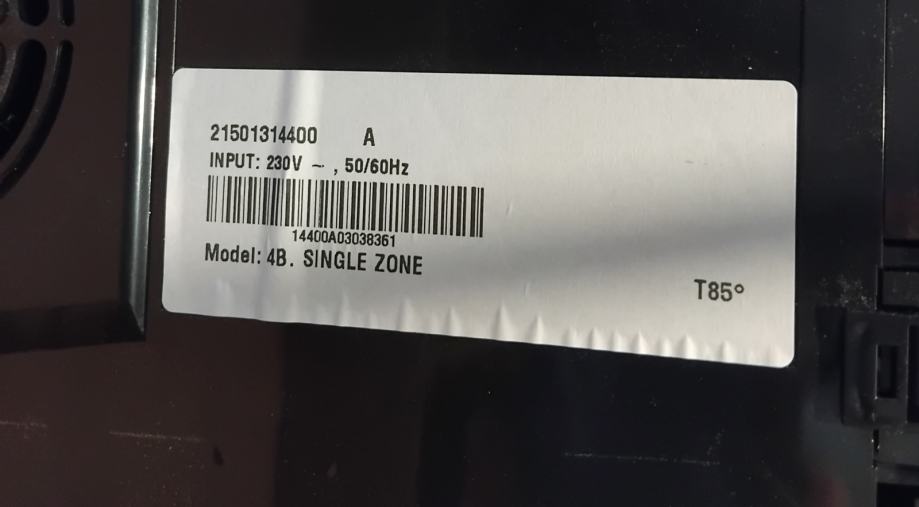 21501314400 A
INPUT: 230V ~ , 50/60Hz
14400A03038361
Model: 4B. SINGLE ZONE
T85°